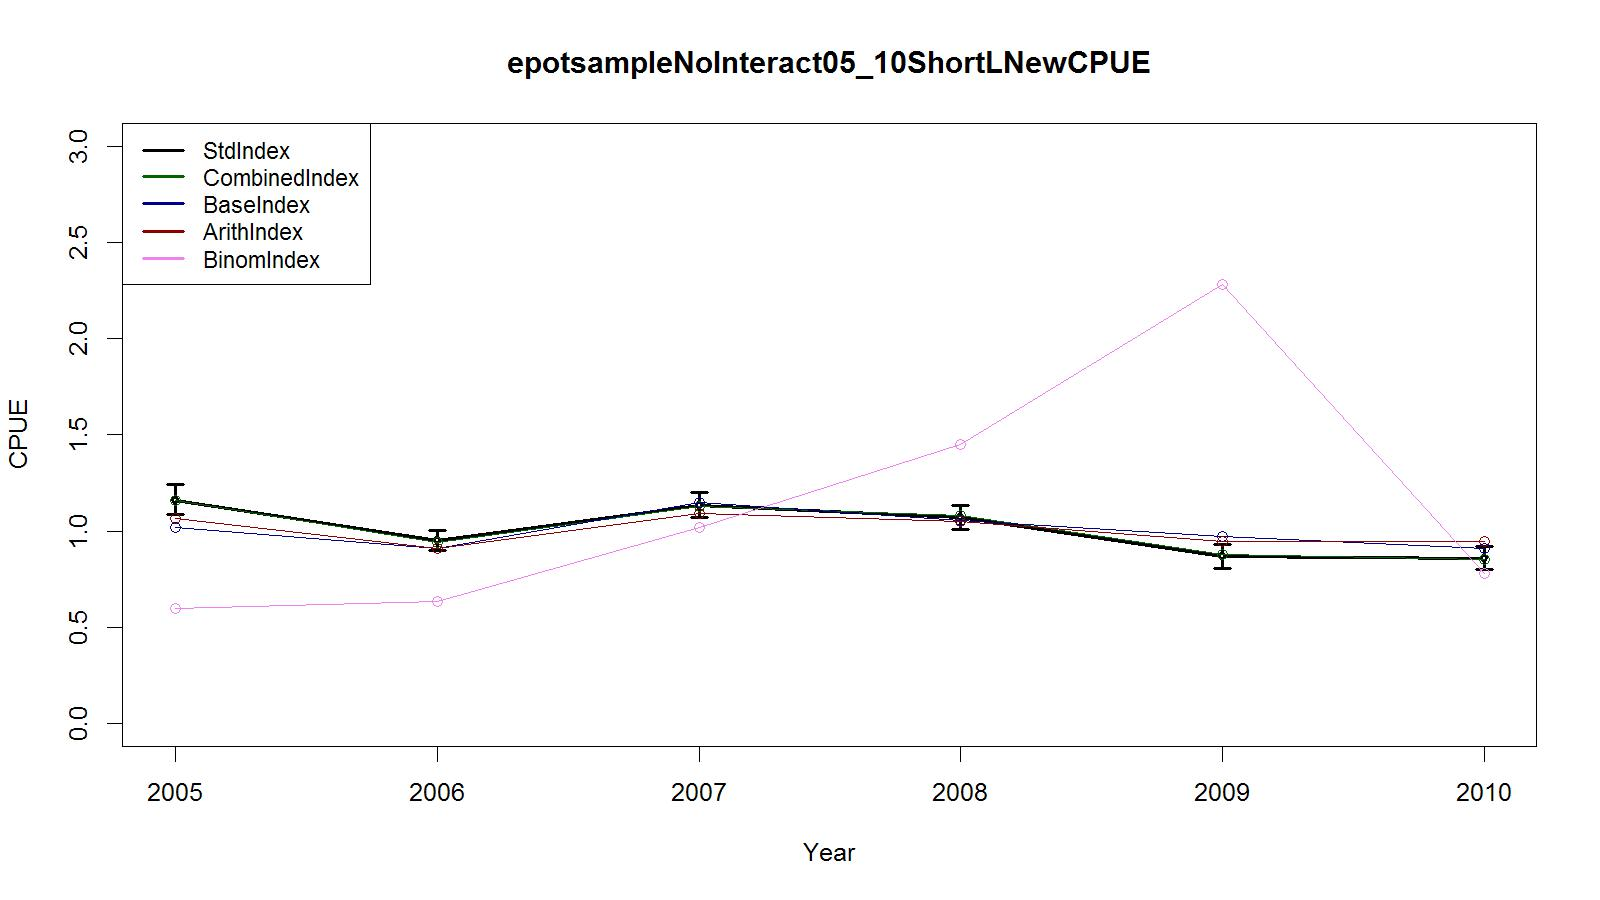 epotsampleNoInteract05_10ShortLNewCPUE
StdIndex
CombinedIndex
BaseIndex
ArithIndex
BinomIndex
CPUE
3.0
2.5
2.0
1.5
1.0
0.5
0.0
2005 2006 2007 2008 2009 2010
Year